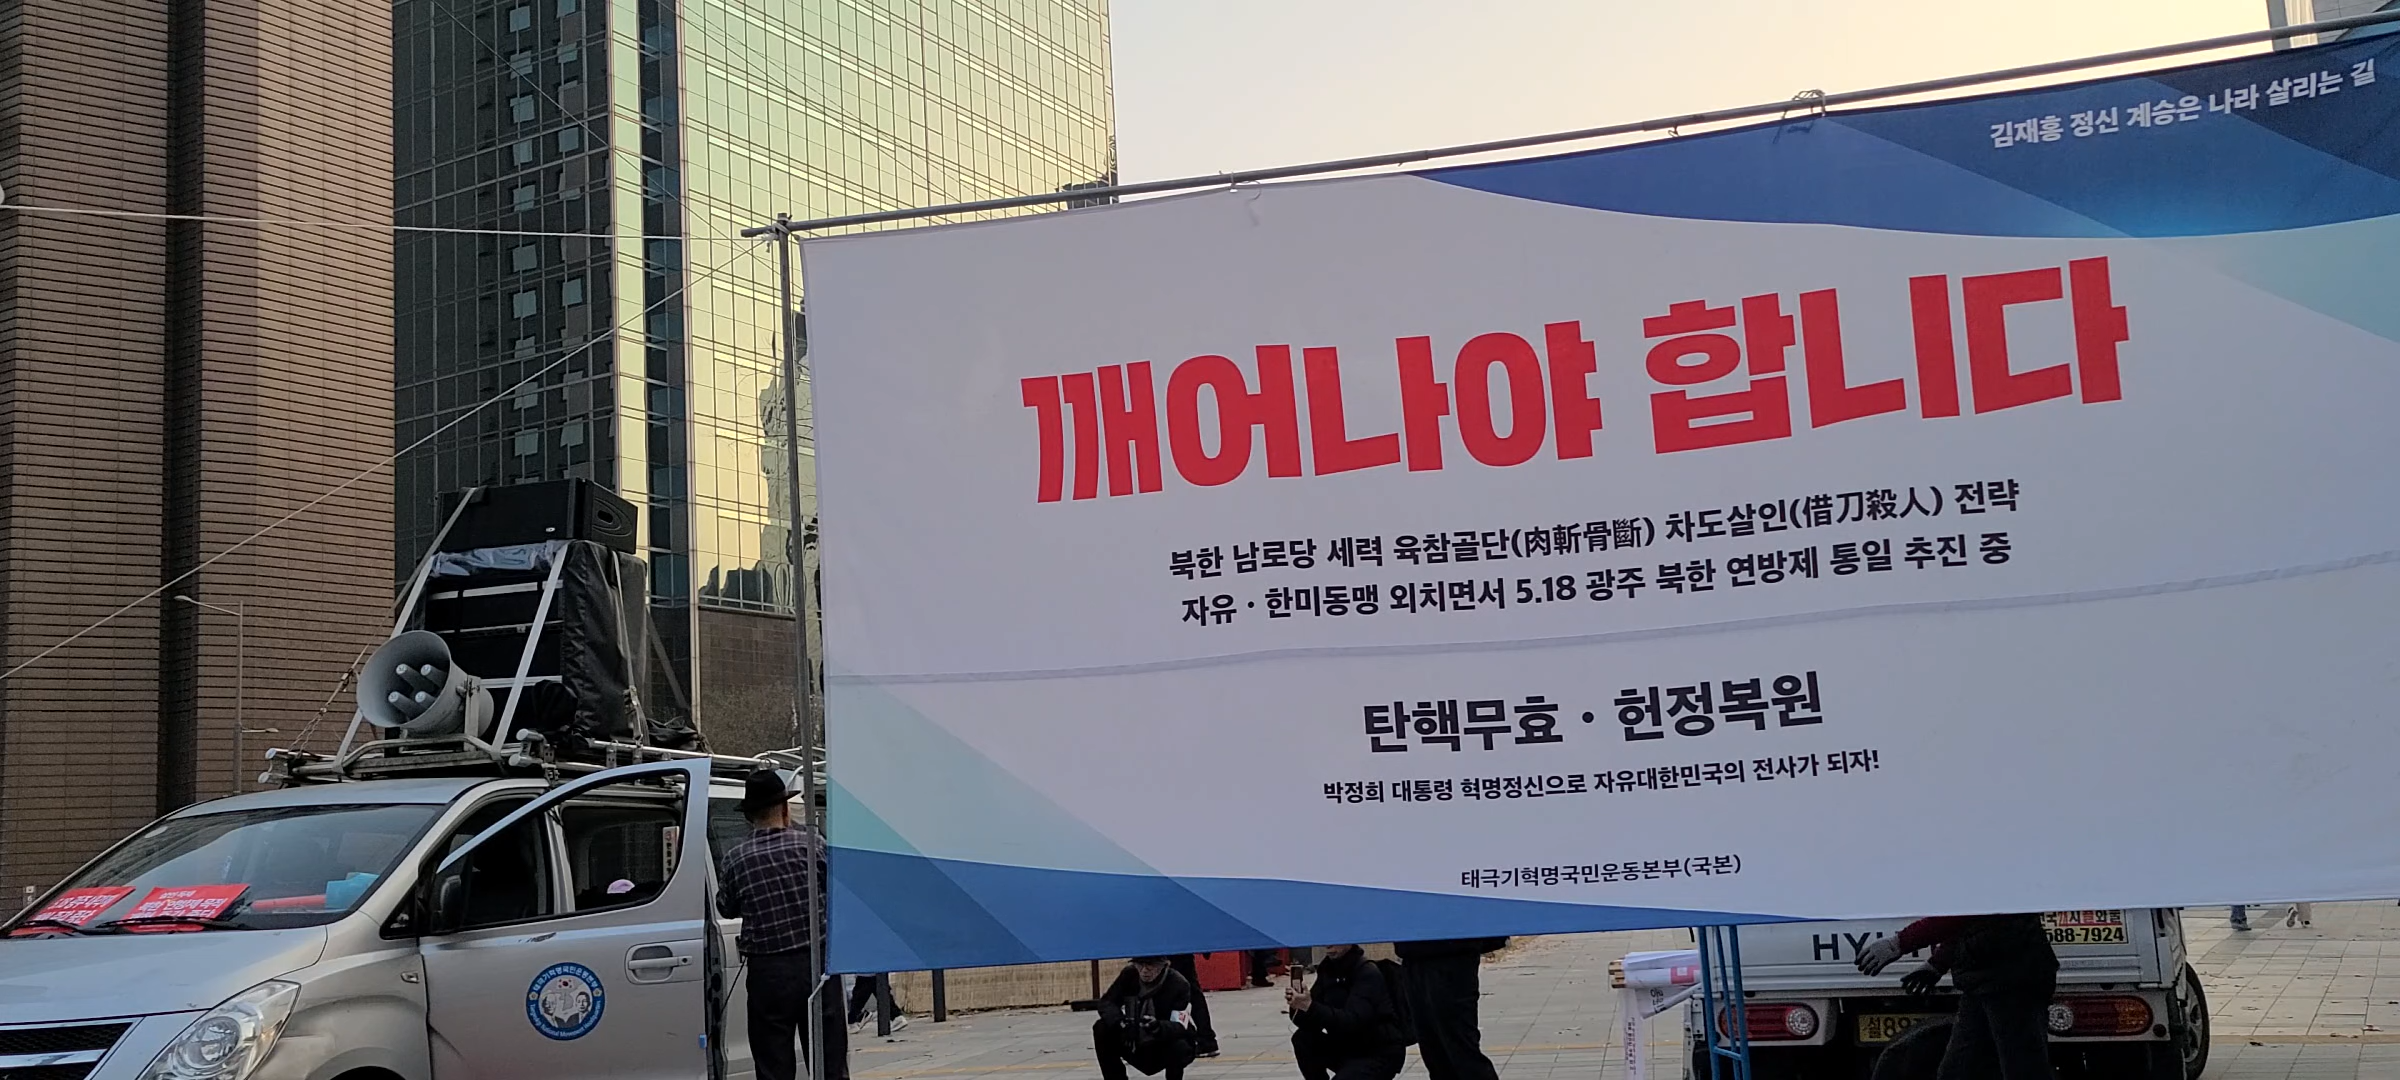 김재홍 정신 계승은 나라 살리는 길
깨어나야 합니다
북한 남로당 세력 육참골단(肉斬骨斷) 차도살인(借刀殺人) 전략
자유·한미동맹 외치면서 5.18 광주 북한 연방제 통일 추진 중
탄핵무효·헌정복원
박정희 대통령 혁명정신으로 자유대한민국의 전사가 되자!
태극기혁명국민운동본부(국본)
북한 연방제 목적
588-7924